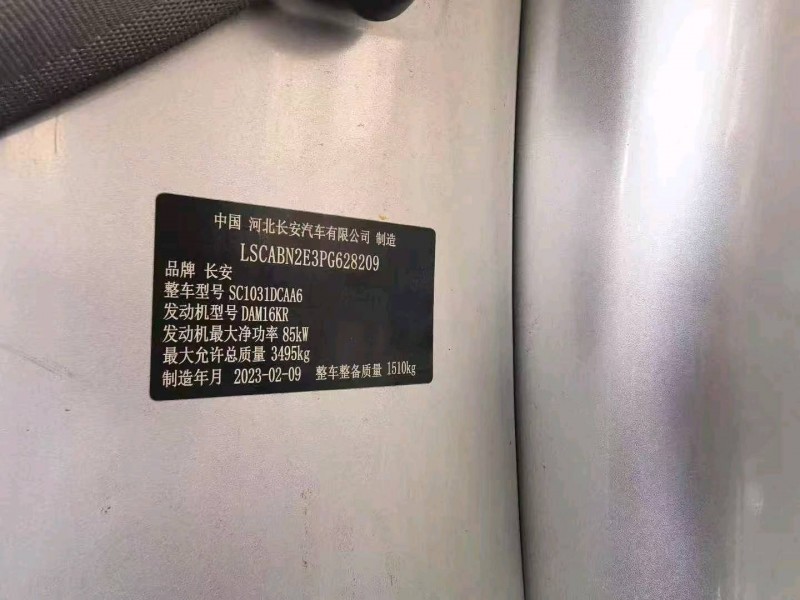 中国 河北长安汽车有限公司 制造
LSCABN2E3PG628209
品牌 长安
整车型号 SC1031DCAA6
发动机型号 DAM16KR
发动机最大净功率 85kW
最大允许总质量 3495kg
制造年月 2023-02-09 整车整备质量 1510kg